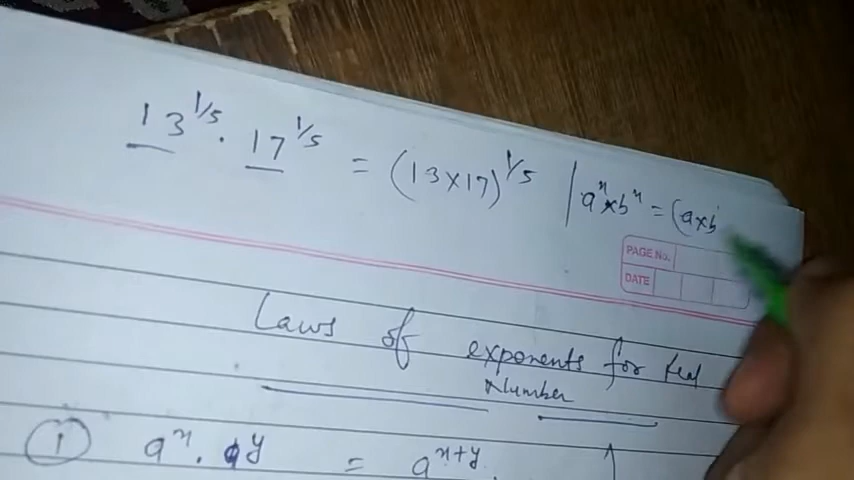 13^1/5 . 17^1/5 = (13×17)^1/5 | a^x × b^x = (a×b
PAGE No.
DATE
Laws of exponents for real
Number
① a^x . a^y = a^x+y